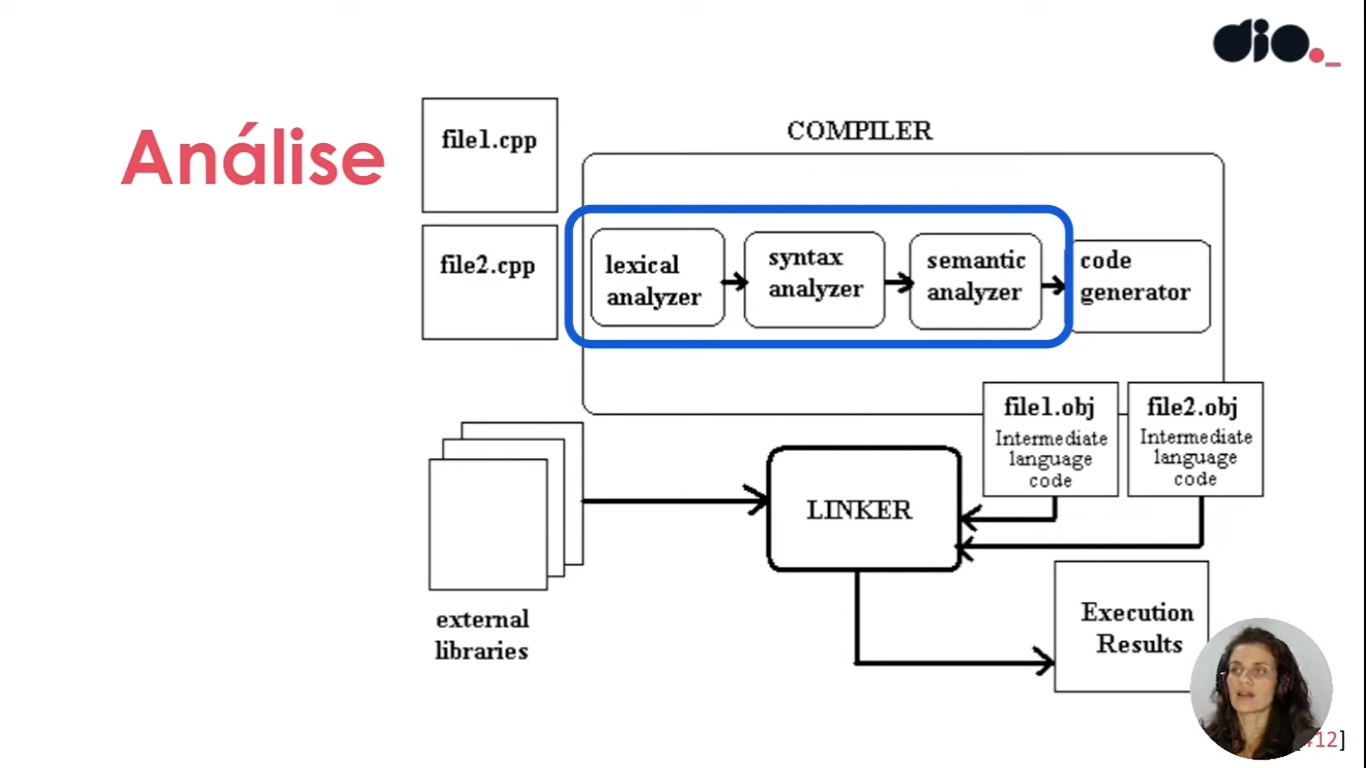 dio._
Análise
file1.cpp
COMPILER
file2.cpp
lexical
analyzer
syntax
analyzer
semantic
analyzer
code
generator
file1.obj
Intermediate
language
code
file2.obj
Intermediate
language
code
LINKER
external
libraries
Execution
Results
12]